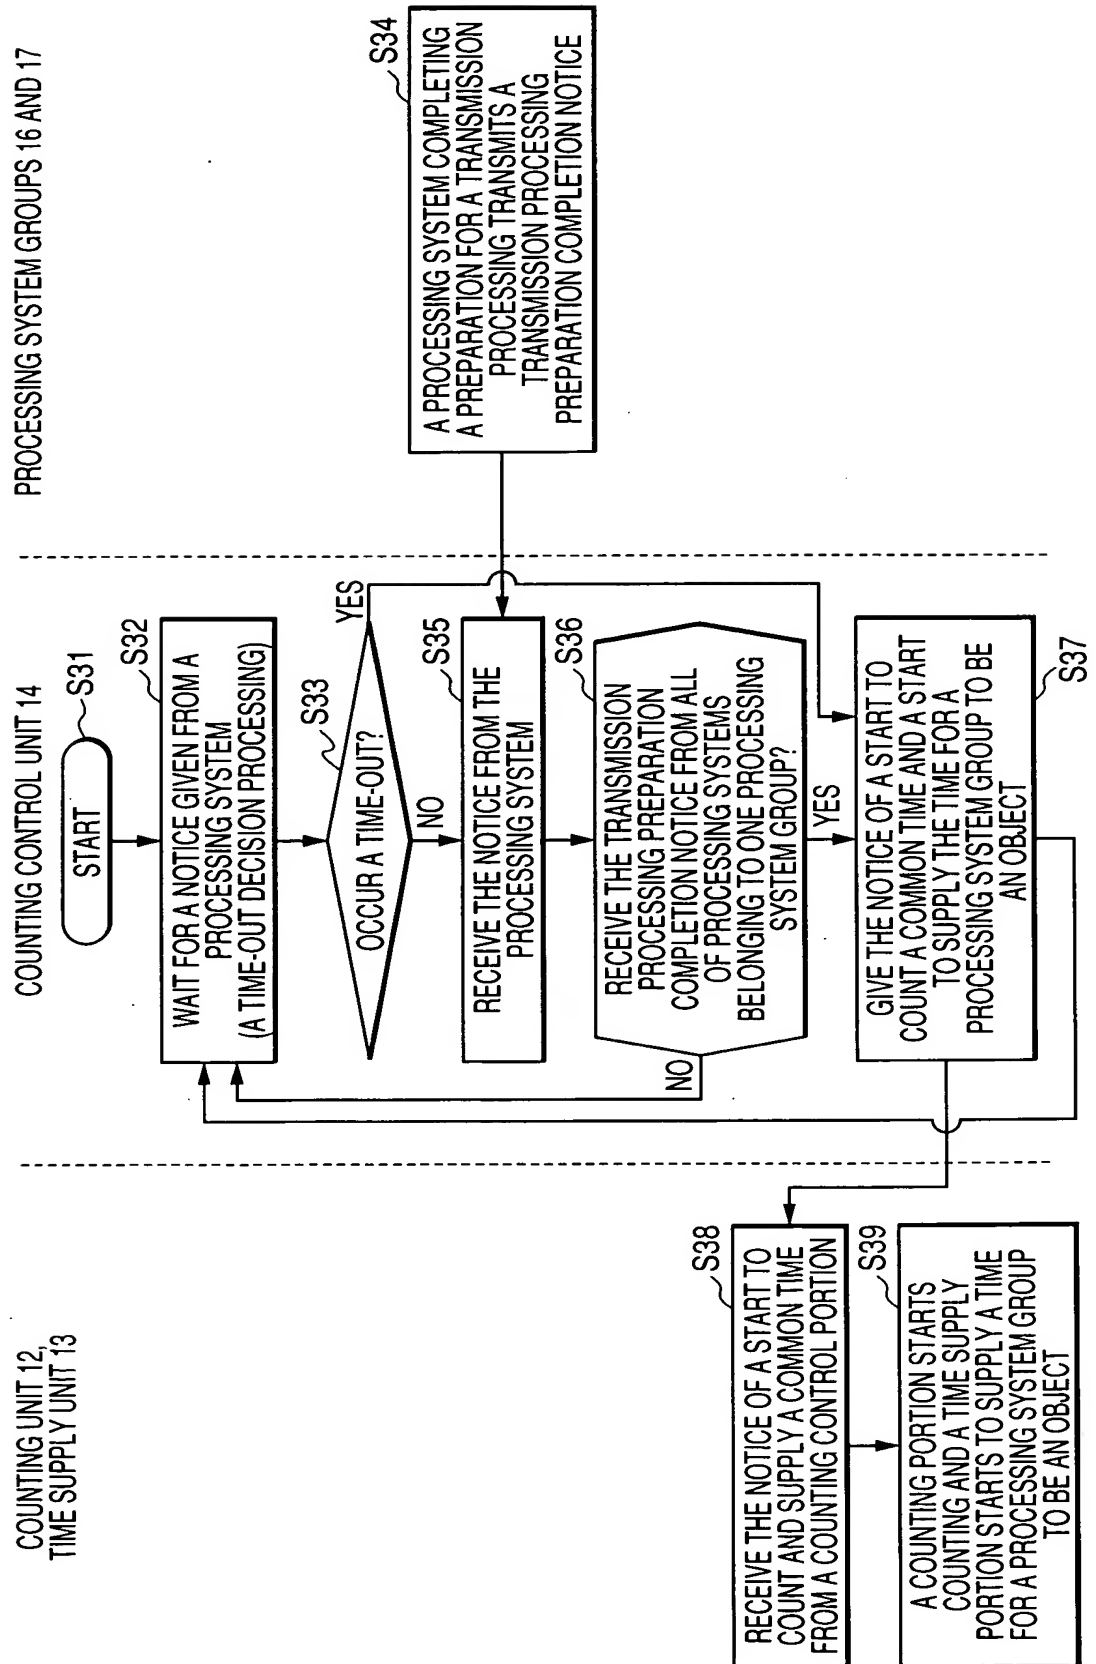 COUNTING UNIT 12,
TIME SUPPLY UNIT 13
COUNTING CONTROL UNIT 14
PROCESSING SYSTEM GROUPS 16 AND 17
S31
START
S32
WAIT FOR A NOTICE GIVEN FROM A
PROCESSING SYSTEM
(A TIME-OUT DECISION PROCESSING)
S33
OCCUR A TIME-OUT?
YES
NO
S34
A PROCESSING SYSTEM COMPLETING
A PREPARATION FOR A TRANSMISSION
PROCESSING TRANSMITS A
TRANSMISSION PROCESSING
PREPARATION COMPLETION NOTICE
S35
RECEIVE THE NOTICE FROM THE
PROCESSING SYSTEM
S36
RECEIVE THE TRANSMISSION
PROCESSING PREPARATION
COMPLETION NOTICE FROM ALL
OF PROCESSING SYSTEMS
BELONGING TO ONE PROCESSING
SYSTEM GROUP?
NO
YES
GIVE THE NOTICE OF A START TO
COUNT A COMMON TIME AND A START
TO SUPPLY THE TIME FOR A
PROCESSING SYSTEM GROUP TO BE
AN OBJECT
S37
S38
RECEIVE THE NOTICE OF A START TO
COUNT AND SUPPLY A COMMON TIME
FROM A COUNTING CONTROL PORTION
S39
A COUNTING PORTION STARTS
COUNTING AND A TIME SUPPLY
PORTION STARTS TO SUPPLY A TIME
FOR A PROCESSING SYSTEM GROUP
TO BE AN OBJECT